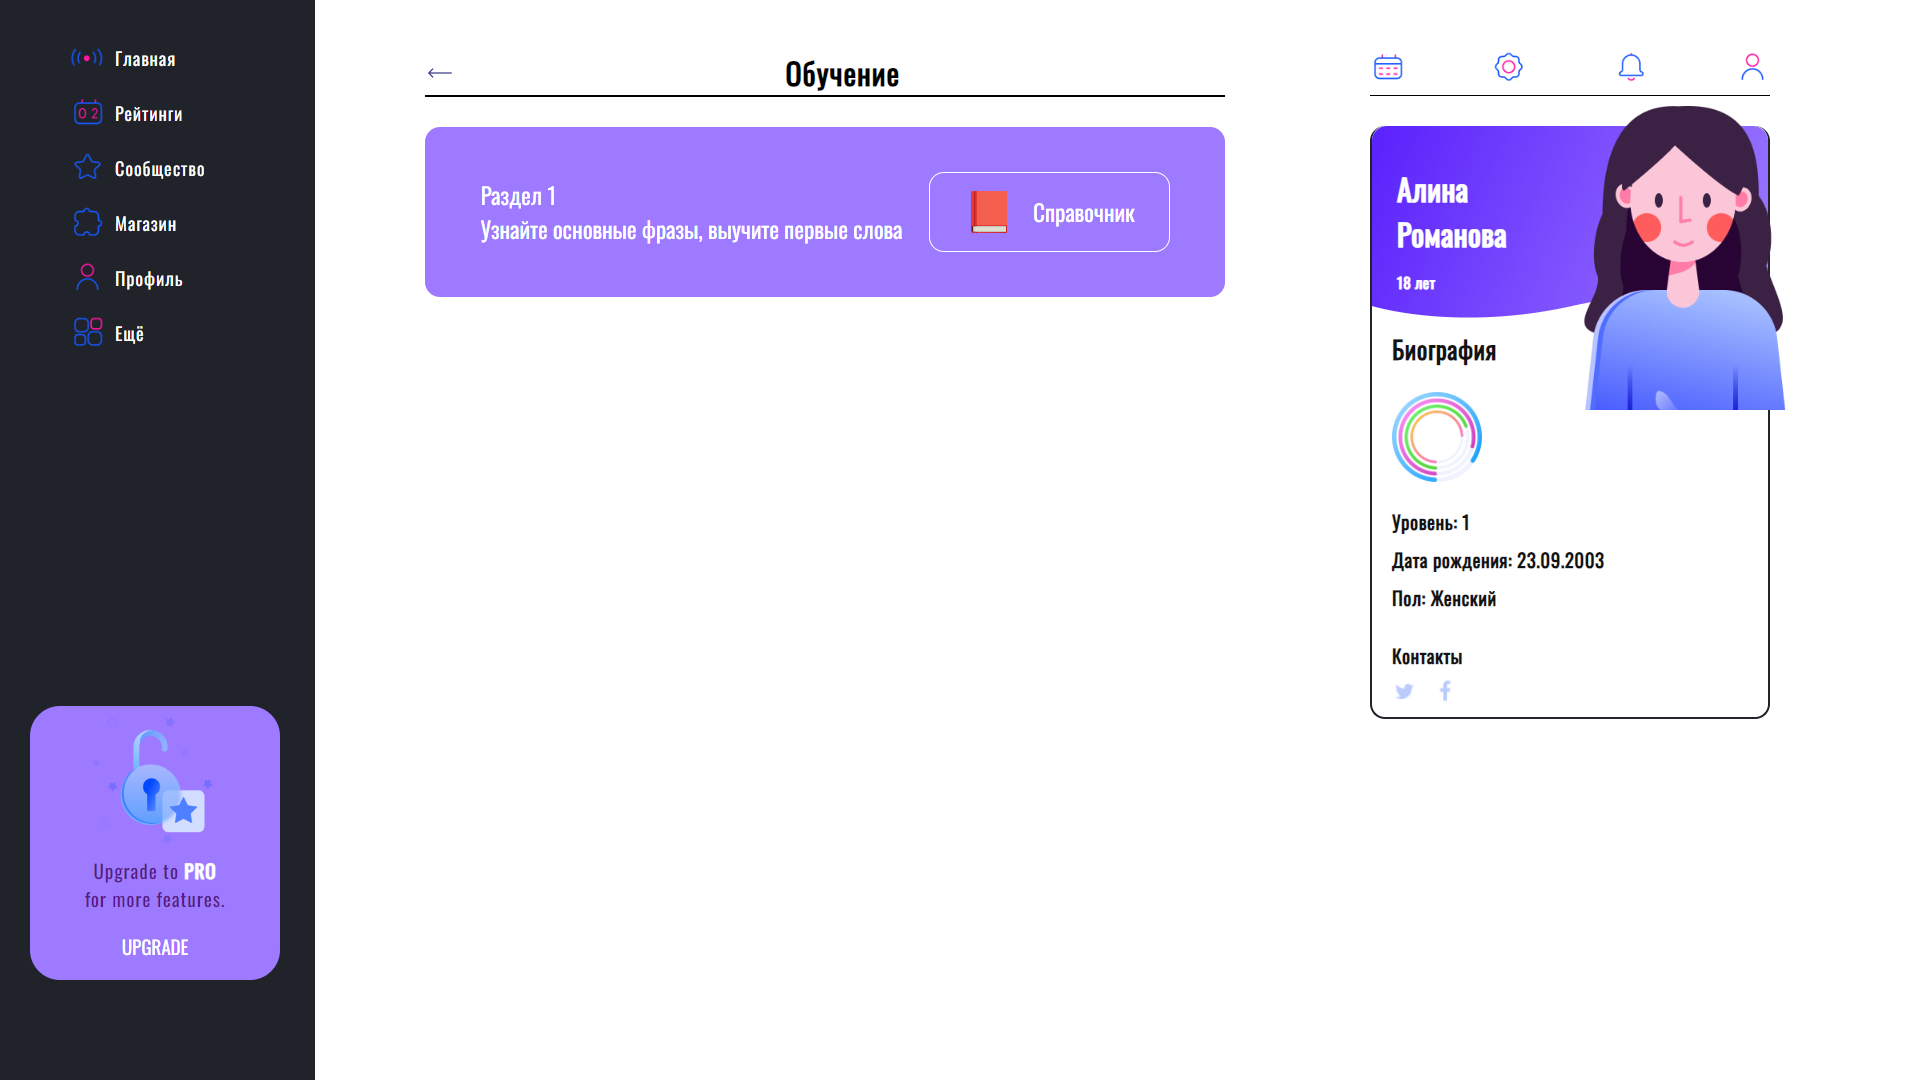 Главная
Рейтинги
Сообщество
Магазин
Профиль
Ещё
Upgrade to PRO
for more features.
UPGRADE
Обучение
Раздел 1
Узнайте основные фразы, выучите первые слова
Справочник
Алина
Романова
18 лет
Биография
Уровень: 1
Дата рождения: 23.09.2003
Пол: Женский
Контакты